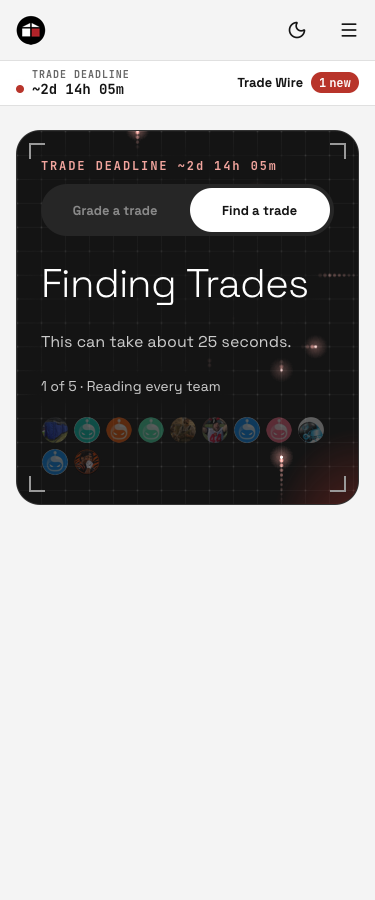 TRADE DEADLINE
~2d 14h 05m
Trade Wire
1 new
TRADE DEADLINE ~2d 14h 05m
Grade a trade
Find a trade
Finding Trades
This can take about 25 seconds.
1 of 5 · Reading every team